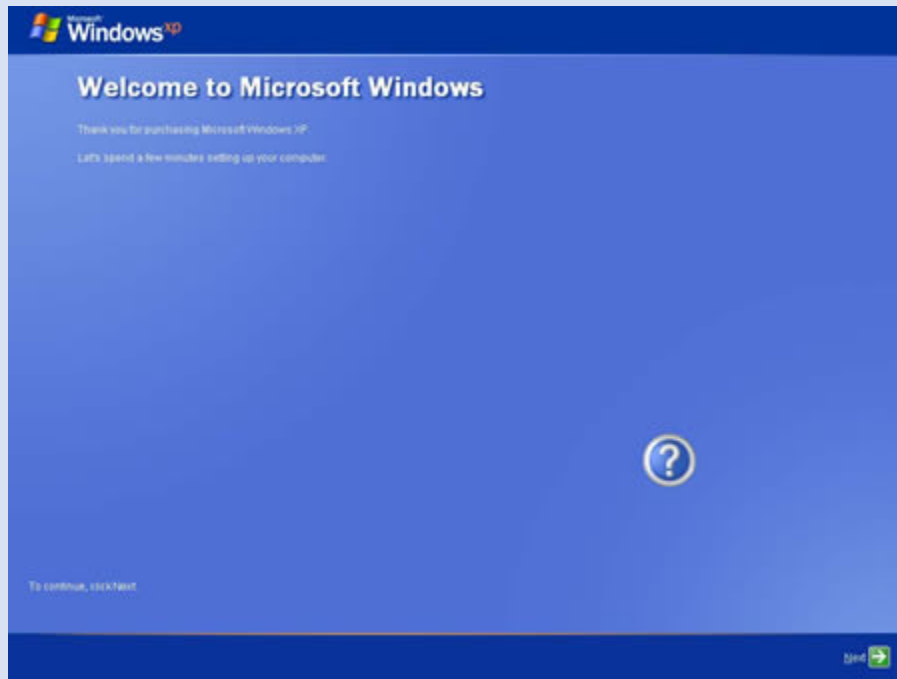 Microsoft
Windows xp
Welcome to Microsoft Windows
Thank you for purchasing Microsoft Windows XP.
Let's spend a few minutes setting up your computer.
?
To continue, click Next.
Next